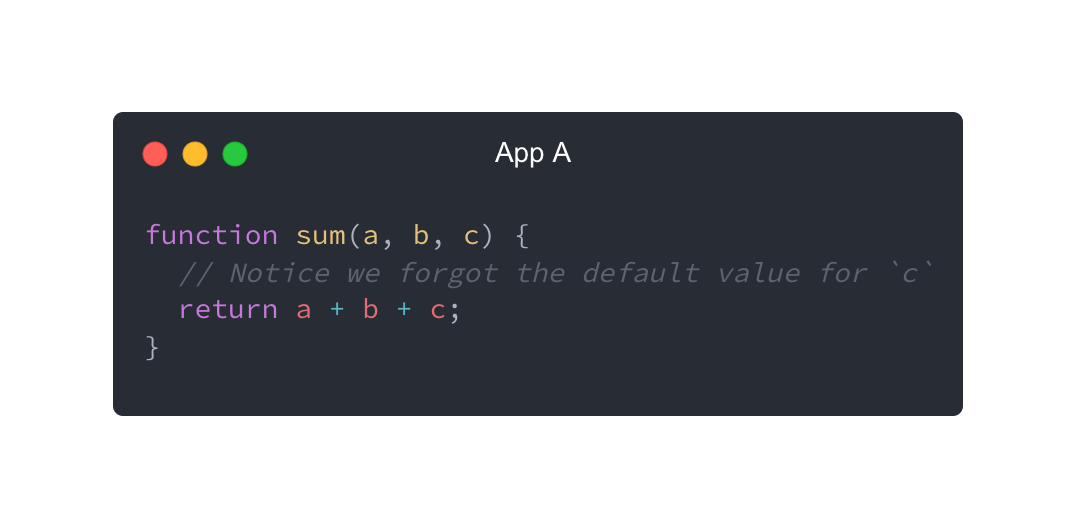 App A
function sum(a, b, c) {
  // Notice we forgot the default value for `c`
  return a + b + c;
}